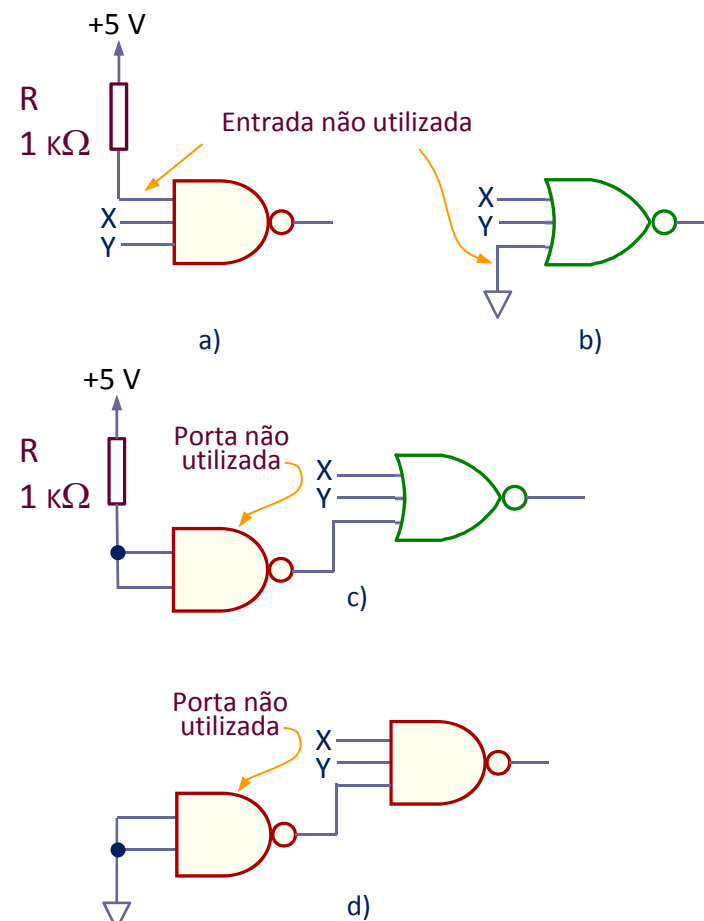 +5 V
R
1 KΩ
Entrada não utilizada
X
Y
X
Y
a)
b)
+5 V
R
1 KΩ
Porta não
utilizada
X
Y
c)
Porta não
utilizada
X
Y
d)